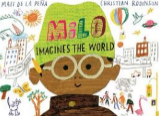 MATT DE LA PEÑA
CHRISTIAN ROBINSON
MiLO
IMAGINES THE WORLD